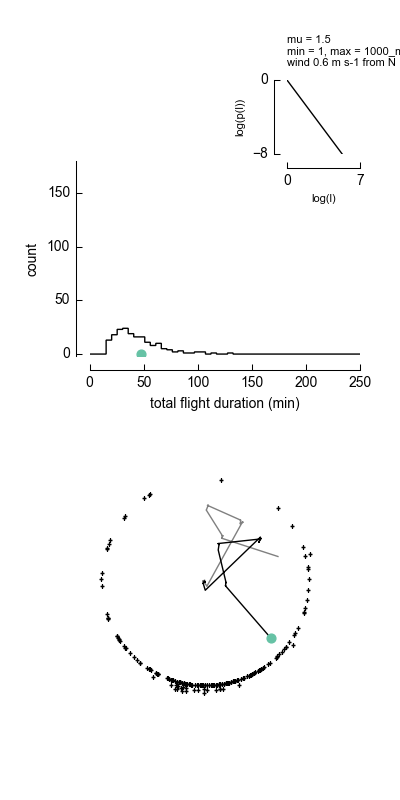 mu = 1.5
min = 1, max = 1000_m
wind 0.6 m s-1 from N
0
log(p(l))
−8
0 7
log(l)
150
100
50
0
count
0 50 100 150 200 250
total flight duration (min)